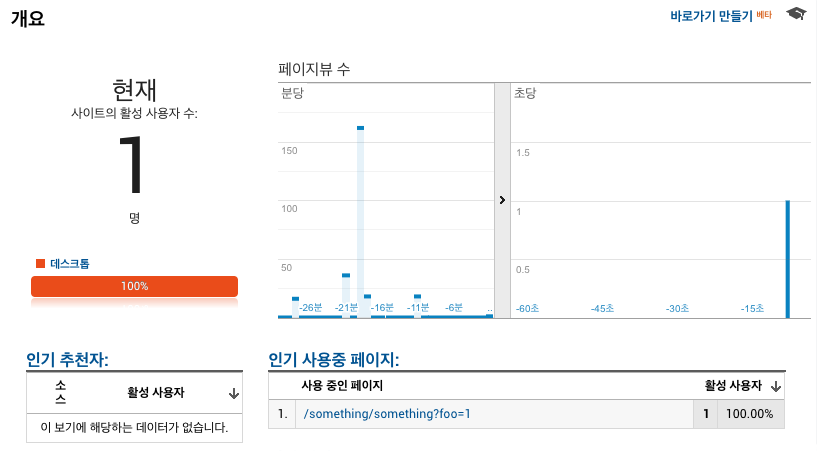 개요
바로가기 만들기 베타
현재
사이트의 활성 사용자 수:
1
명
데스크톱
100%
페이지뷰 수
분당
150
100
50
-26분
-21분
-16분
-11분
-6분
..
초당
1.5
1
0.5
-60초
-45초
-30초
-15초
인기 추천자:
소스
활성 사용자
이 보기에 해당하는 데이터가 없습니다.
인기 사용중 페이지:
사용 중인 페이지
활성 사용자
1.
/something/something?foo=1
1
100.00%